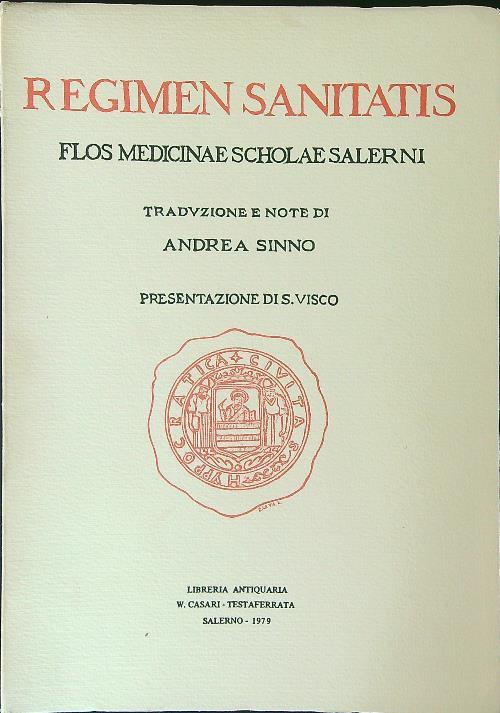 REGIMEN SANITATIS
FLOS MEDICINAE SCHOLAE SALERNI
TRADVZIONE E NOTE DI
ANDREA SINNO
PRESENTAZIONE DI S. VISCO
HYPPOCRATICA CIVITAS
LIBRERIA ANTIQUARIA
W. CASARI - TESTAFERRATA
SALERNO - 1979